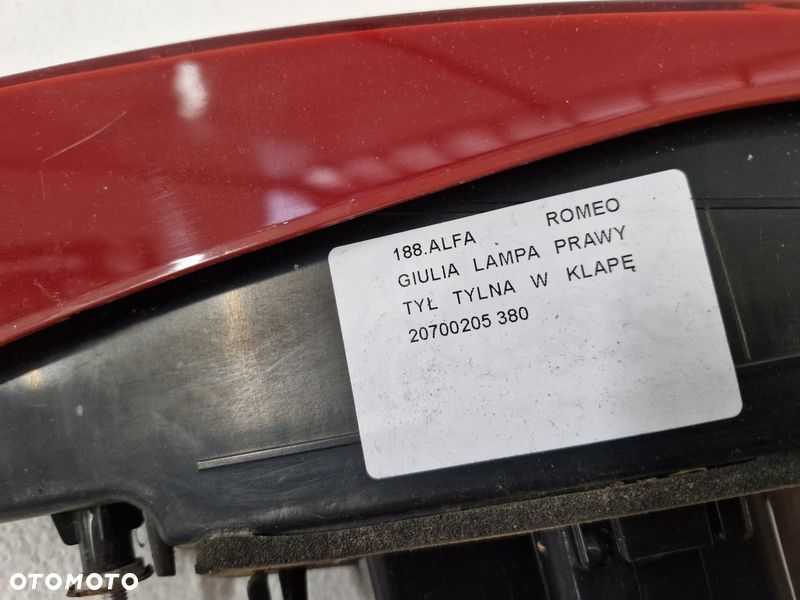 188.ALFA ROMEO
GIULIA LAMPA PRAWY
TYŁ TYLNA W KLAPĘ
20700205 380
OTOMOTO